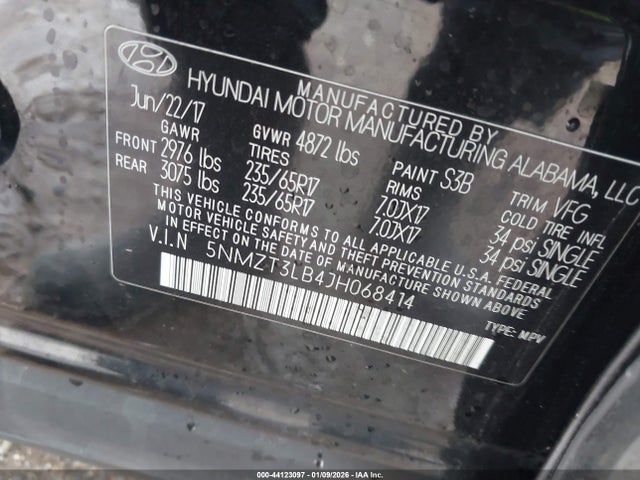 MANUFACTURED BY
HYUNDAI MOTOR MANUFACTURING ALABAMA, LLC
Jun/22/17
GAWR GVWR 4872 lbs PAINT S3B TRIM VFG
FRONT 2976 lbs TIRES 235/65R17 RIMS 7.0JX17 COLD TIRE INFL 34 psi SINGLE
REAR 3075 lbs 235/65R17 7.0JX17 34 psi SINGLE
THIS VEHICLE CONFORMS TO ALL APPLICABLE U.S.A. FEDERAL
MOTOR VEHICLE SAFETY AND THEFT PREVENTION STANDARDS
IN EFFECT ON THE DATE OF MANUFACTURE SHOWN ABOVE
V.I.N 5NMZT3LB4JH068414
TYPE: MPV
000-44123097 - 01/09/2026 - IAA Inc.